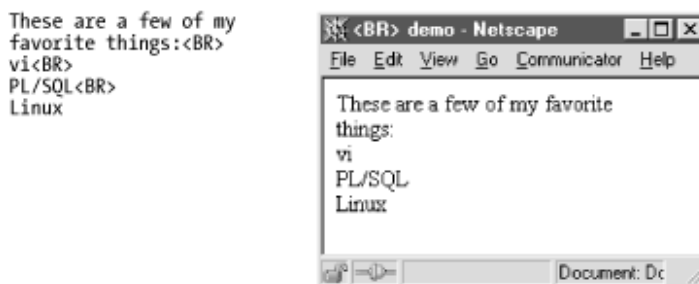 These are a few of my
favorite things:<BR>
vi<BR>
PL/SQL<BR>
Linux
<BR> demo - Netscape
File Edit View Go Communicator Help
These are a few of my favorite
things:
vi
PL/SQL
Linux
Document: Dc